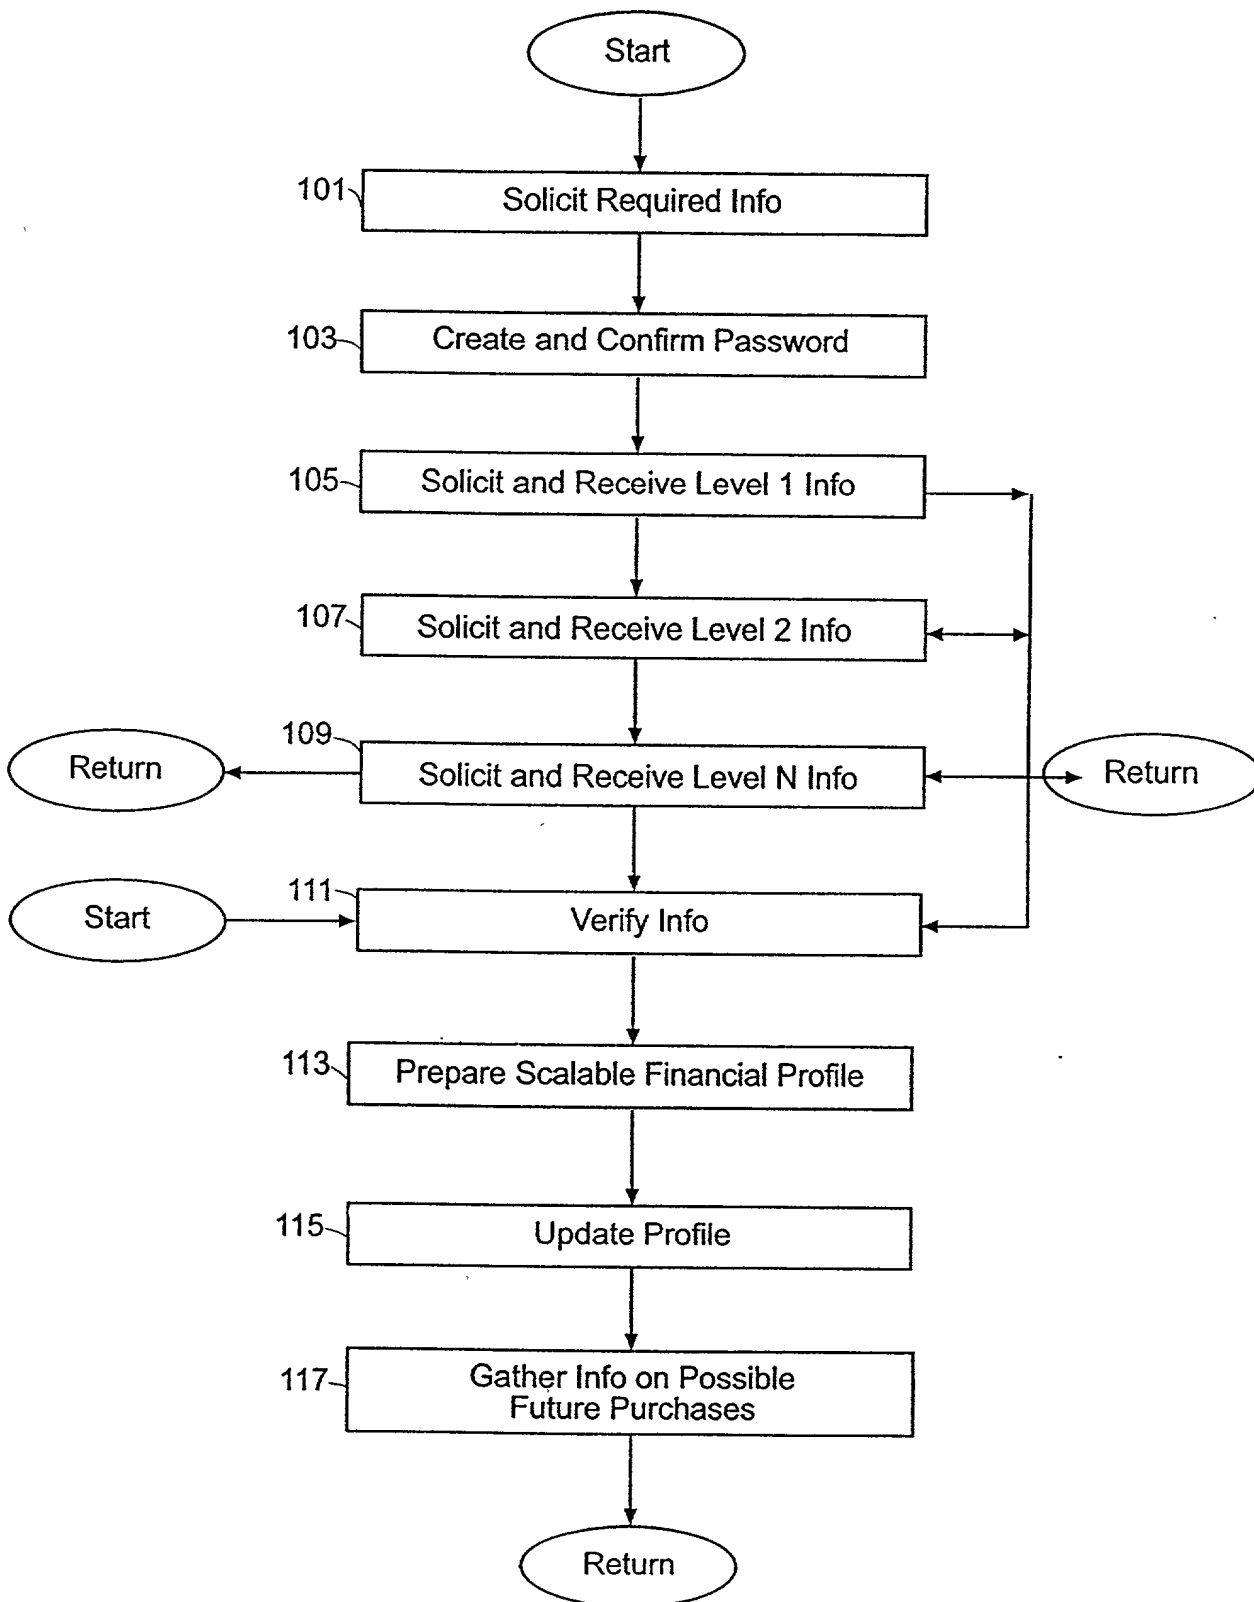 Start
101
Solicit Required Info
103
Create and Confirm Password
105
Solicit and Receive Level 1 Info
107
Solicit and Receive Level 2 Info
109
Return
Solicit and Receive Level N Info
Return
111
Start
Verify Info
113
Prepare Scalable Financial Profile
115
Update Profile
117
Gather Info on Possible
Future Purchases
Return